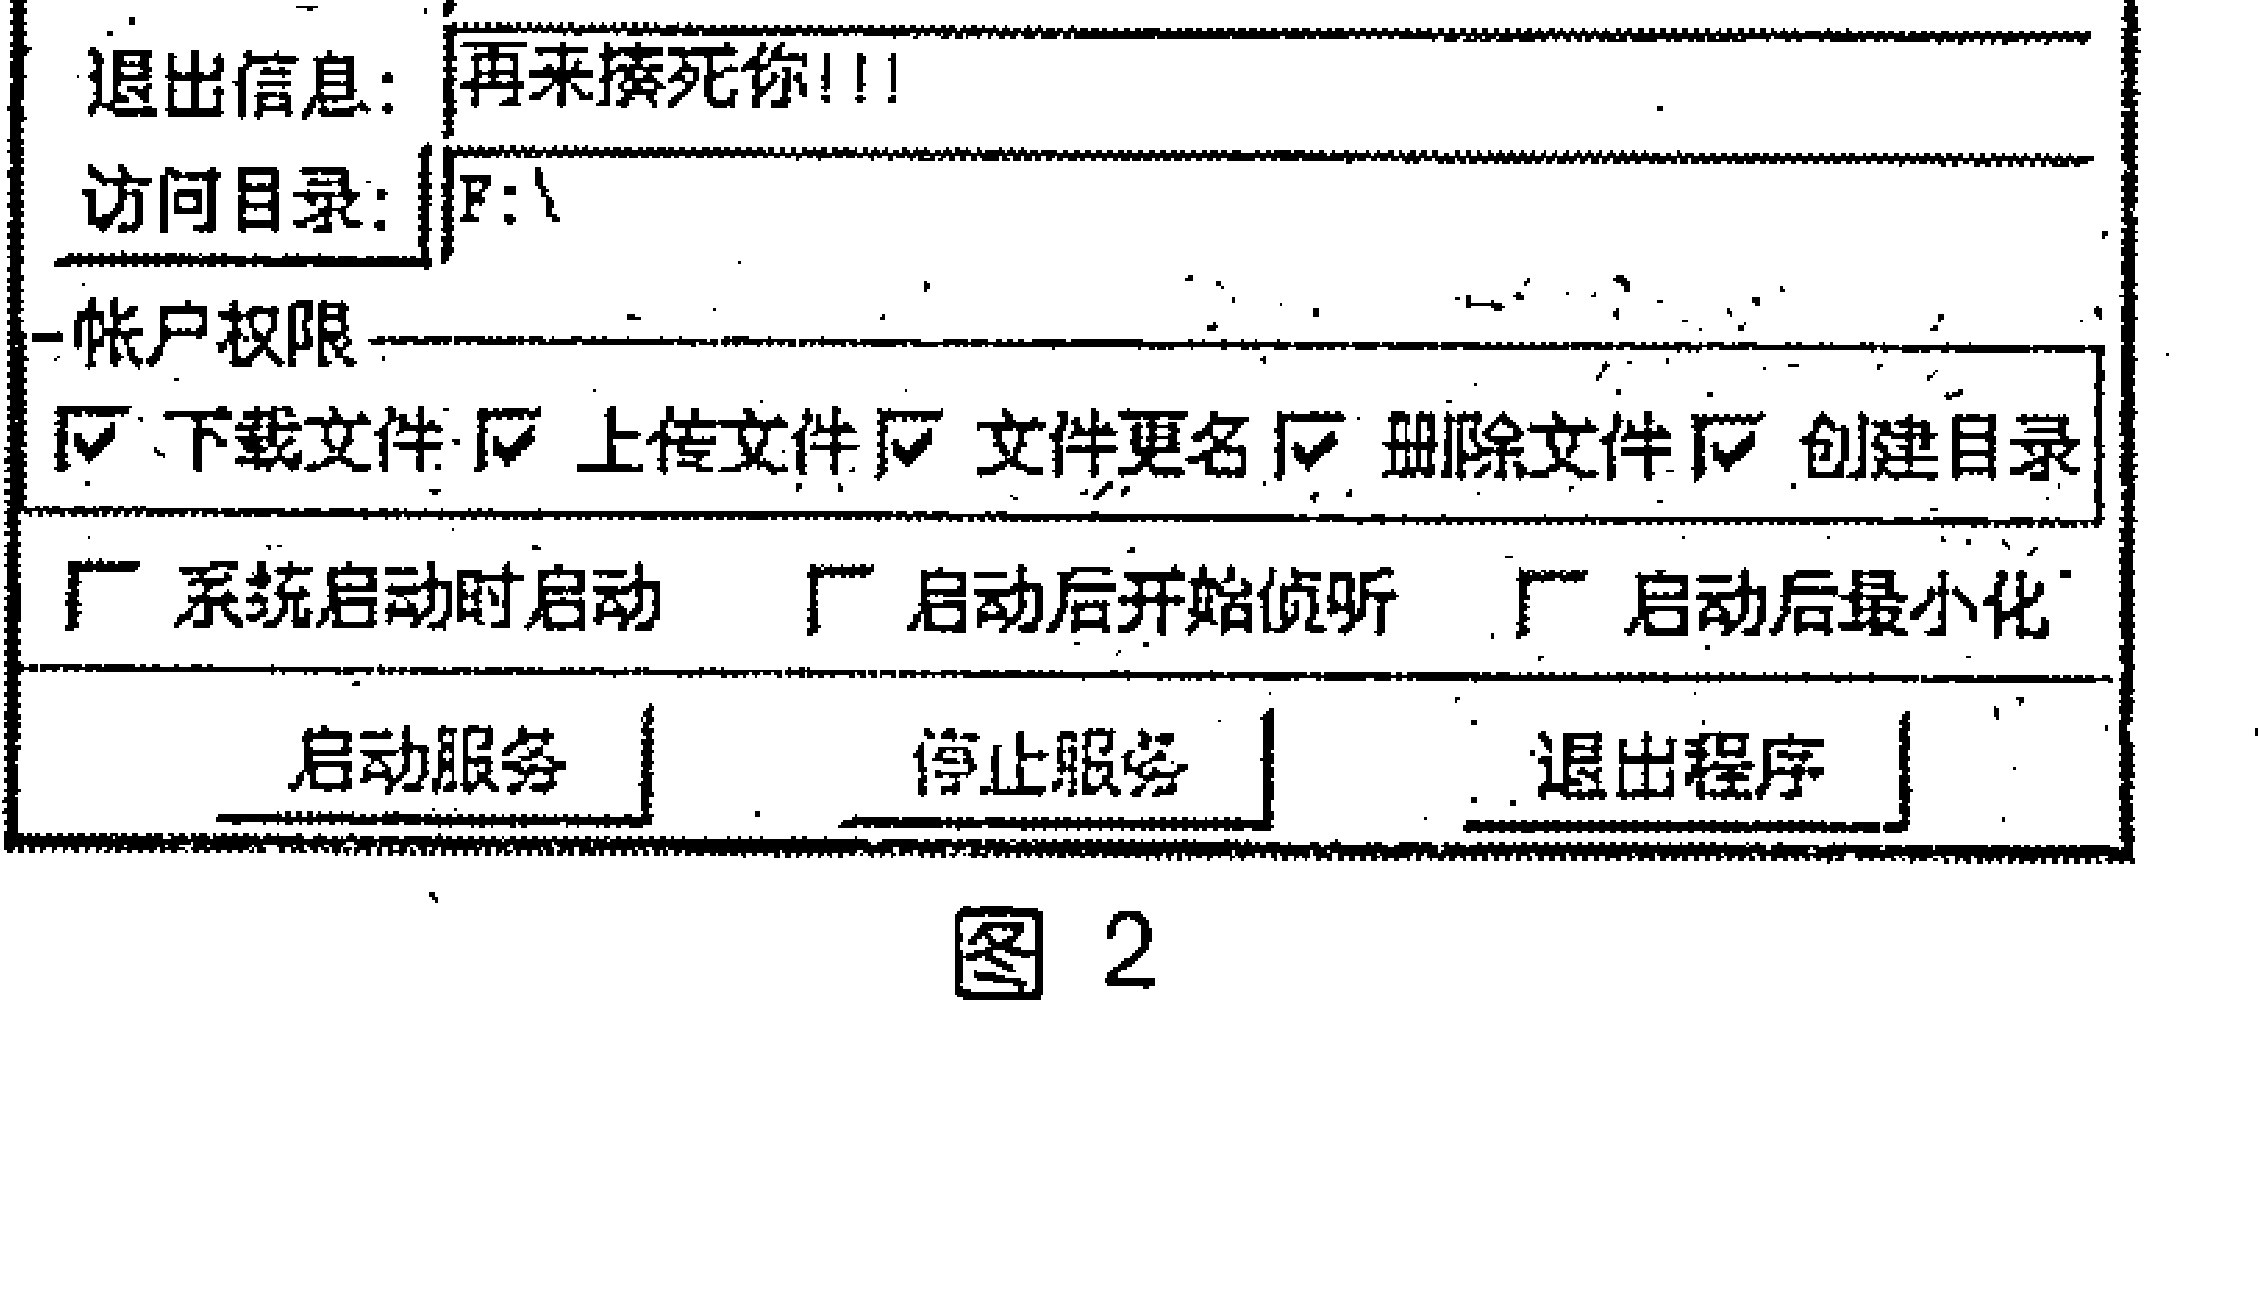 退出信息: 再来揍死你!!!
访问目录: F:\
帐户权限
下载文件 上传文件 文件更名 删除文件 创建目录
系统启动时启动 启动后开始侦听 启动后最小化
启动服务 停止服务 退出程序
图 2